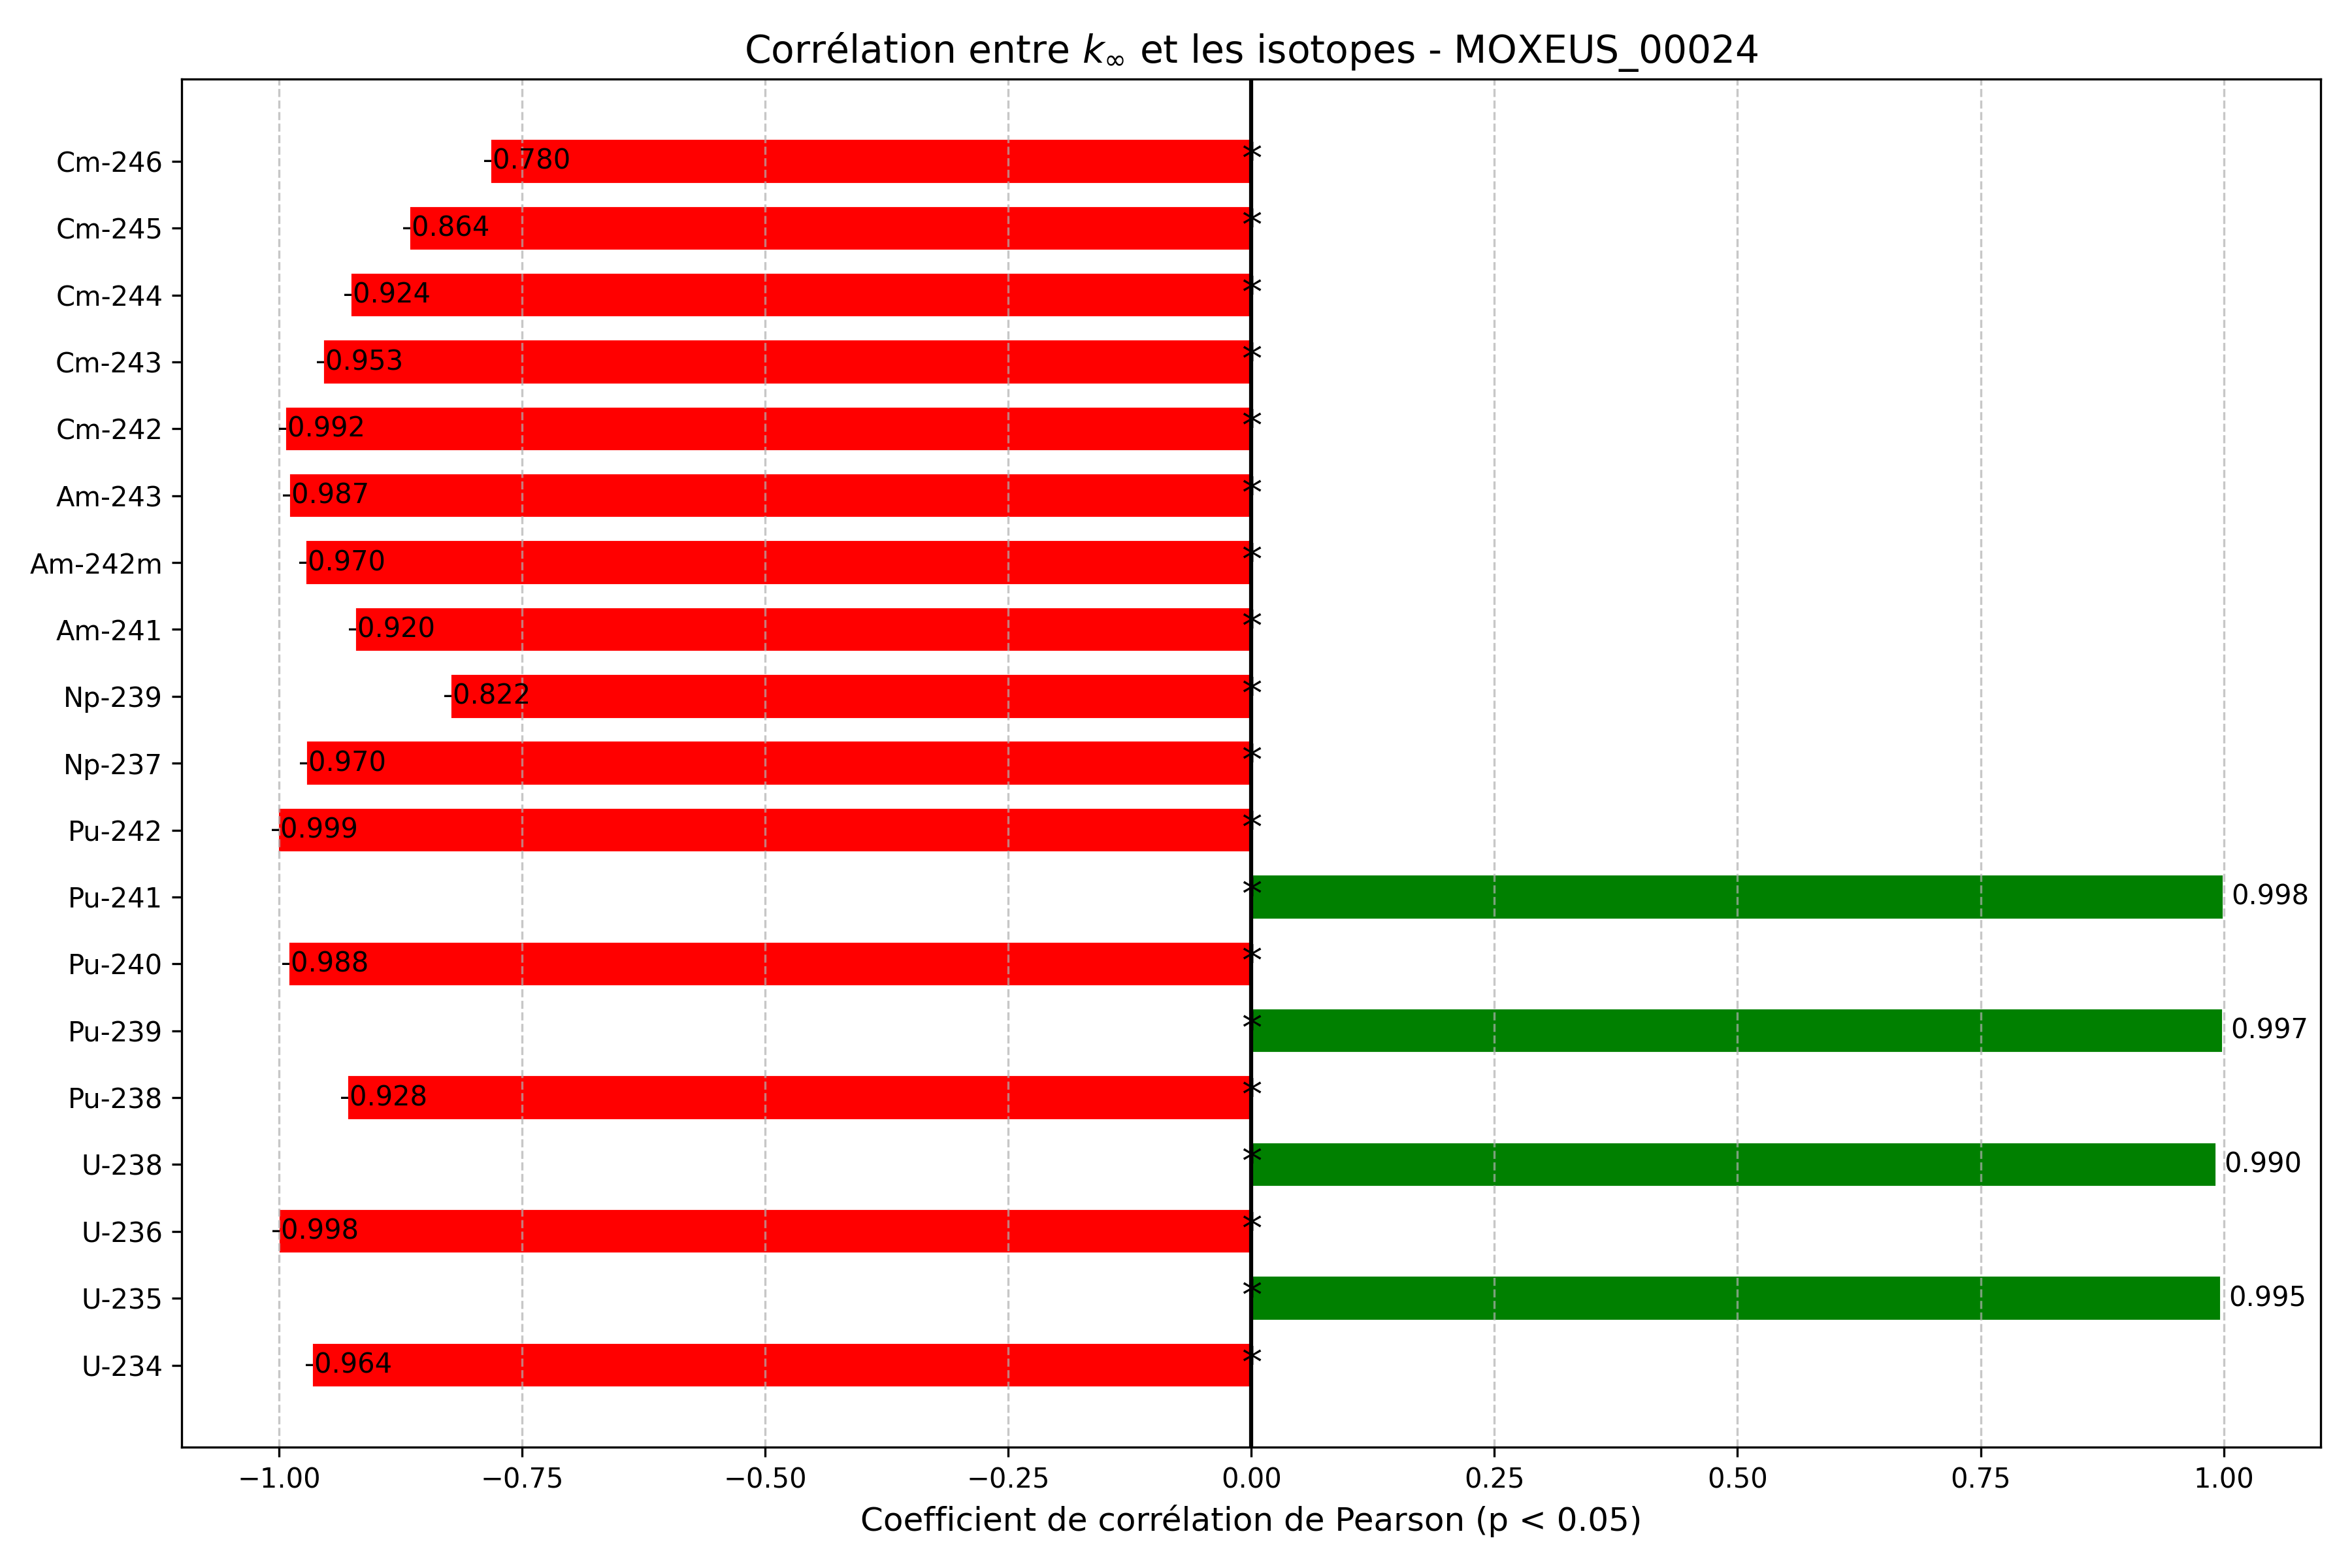 Corrélation entre k∞ et les isotopes - MOXEUS_00024
Cm-246 -0.780 *
Cm-245 -0.864 *
Cm-244 -0.924 *
Cm-243 -0.953 *
Cm-242 -0.992 *
Am-243 -0.987 *
Am-242m -0.970 *
Am-241 -0.920 *
Np-239 -0.822 *
Np-237 -0.970 *
Pu-242 -0.999 *
Pu-241 * 0.998
Pu-240 -0.988 *
Pu-239 * 0.997
Pu-238 -0.928 *
U-238 * 0.990
U-236 -0.998 *
U-235 * 0.995
U-234 -0.964 *
−1.00 −0.75 −0.50 −0.25 0.00 0.25 0.50 0.75 1.00
Coefficient de corrélation de Pearson (p < 0.05)